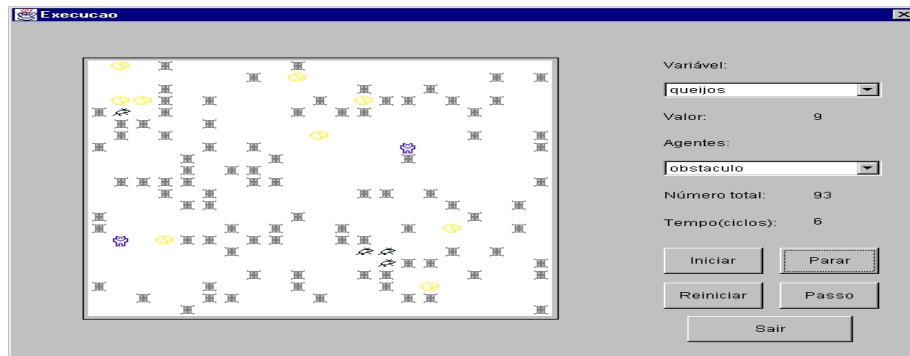 Execucao
Variável:
queijos
Valor: 9
Agentes:
obstaculo
Número total: 93
Tempo(ciclos): 6
Iniciar Parar
Reiniciar Passo
Sair